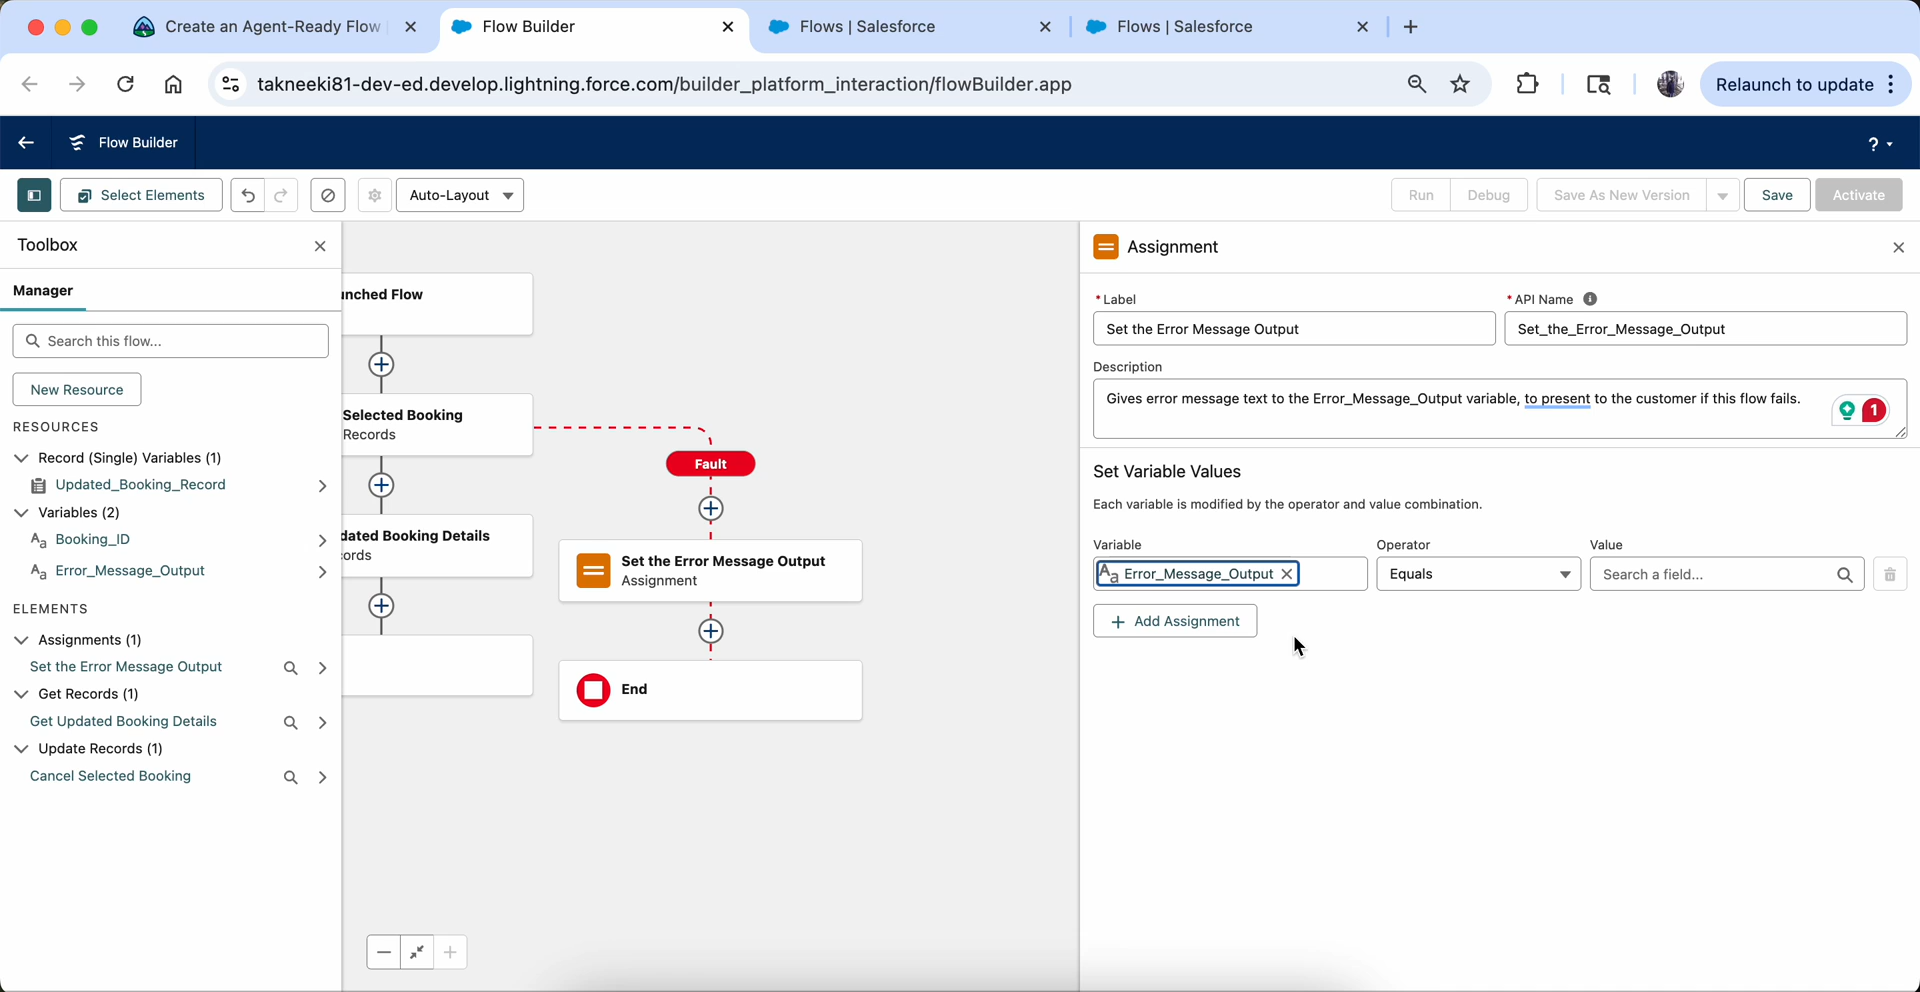 Create an Agent-Ready Flow
Flow Builder
Flows | Salesforce
Flows | Salesforce
takneeki81-dev-ed.develop.lightning.force.com/builder_platform_interaction/flowBuilder.app
Relaunch to update
Flow Builder
?
Select Elements
Auto-Layout
Run
Debug
Save As New Version
Save
Activate
Toolbox
Manager
Search this flow...
New Resource
RESOURCES
Record (Single) Variables (1)
Updated_Booking_Record
Variables (2)
Aa Booking_ID
Aa Error_Message_Output
ELEMENTS
Assignments (1)
Set the Error Message Output
Get Records (1)
Get Updated Booking Details
Update Records (1)
Cancel Selected Booking
unched Flow
Selected Booking
Records
dated Booking Details
cords
Fault
Set the Error Message Output
Assignment
End
Assignment
* Label
Set the Error Message Output
* API Name
Set_the_Error_Message_Output
Description
Gives error message text to the Error_Message_Output variable, to present to the customer if this flow fails.
1
Set Variable Values
Each variable is modified by the operator and value combination.
Variable
Aa Error_Message_Output
Operator
Equals
Value
Search a field...
Add Assignment